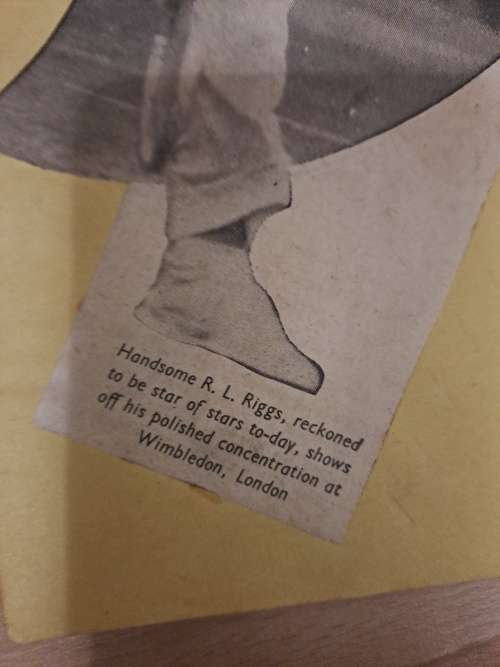 Handsome R. L. Riggs, reckoned
to be star of stars to-day, shows
off his polished concentration at
Wimbledon, London